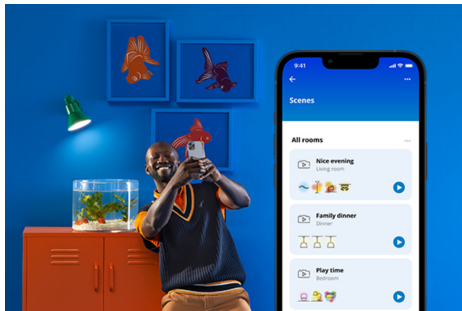 9:41
Scenes
All rooms
Nice evening
Living room
Family dinner
Dinner
Play time
Bedroom